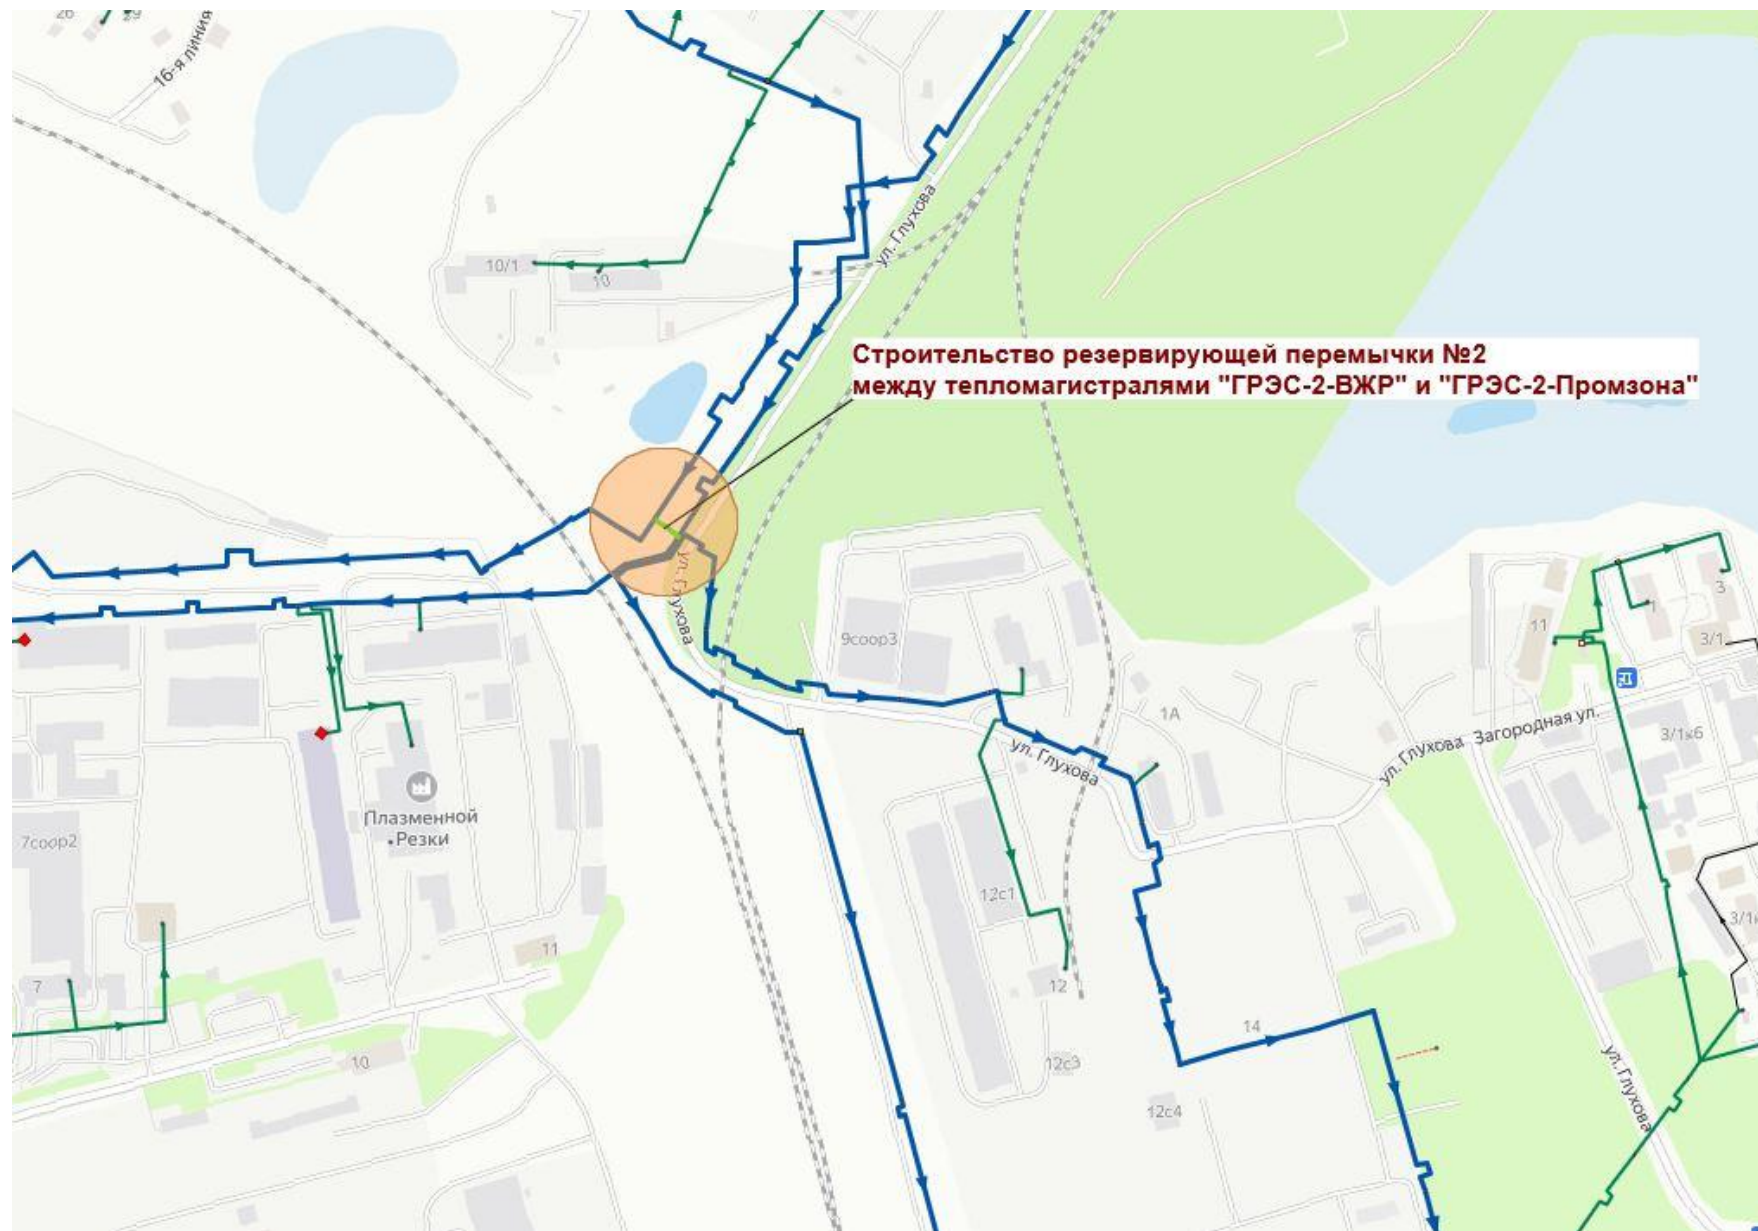 26
29
16-я линия
ул. Глухова
10/1
10
Строительство резервирующей перемычки №2
между тепломагистралями "ГРЭС-2-ВЖР" и "ГРЭС-2-Промзона"
ул. Глухова
9соор3
11
1
3
3/1
1А
ул. Глухова
ул. Глухова Загородная ул.
3/1к6
Плазменной
Резки
7соор2
12с1
11
7
12
14
10
12с3
12с4
ул. Глухова